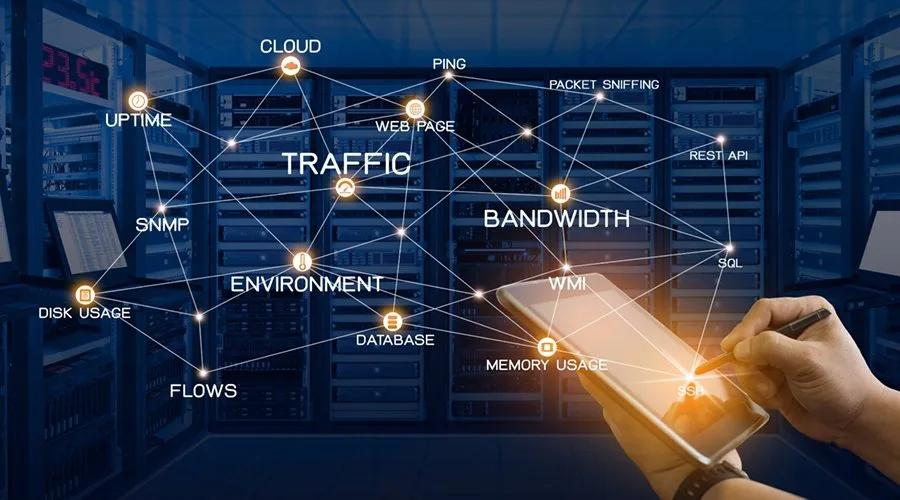 CLOUD
PING
PACKET SNIFFING
UPTIME
WEB PAGE
REST API
TRAFFIC
SNMP
BANDWIDTH
SQL
ENVIRONMENT
WMI
DISK USAGE
DATABASE
MEMORY USAGE
FLOWS
SSH